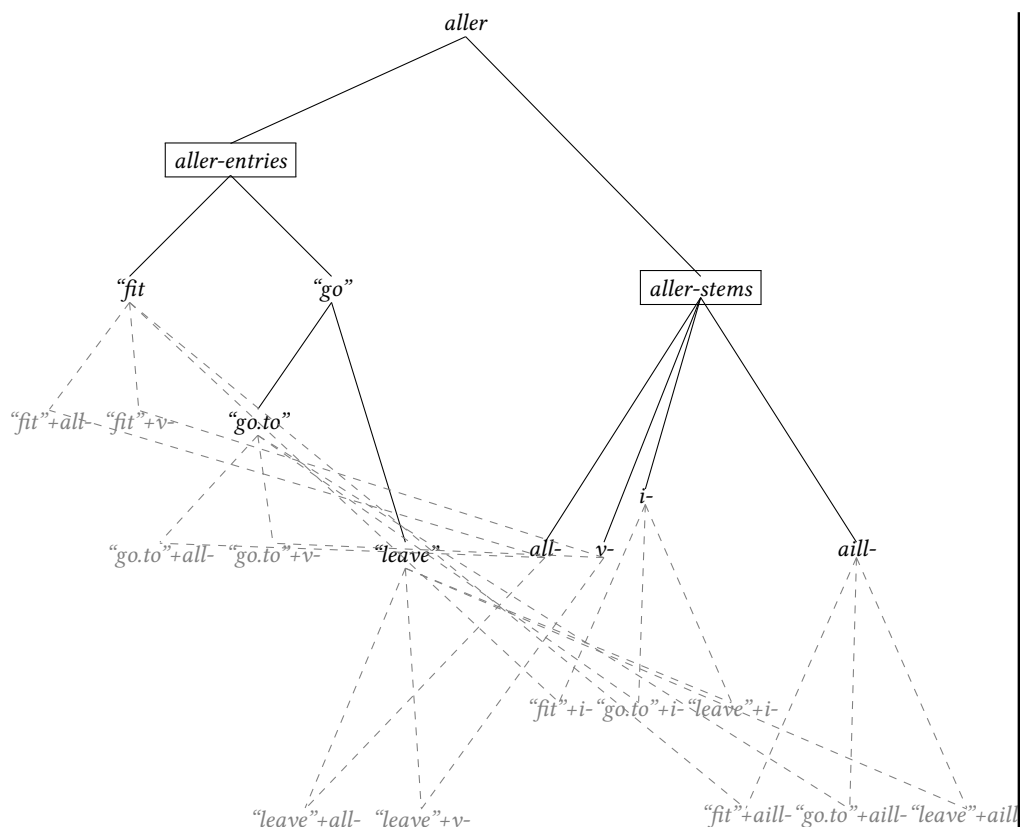 aller
aller-entries
“fit
“go”
aller-stems
“fit”+all-
“fit”+v-
“go.to”
i-
“go.to”+all-
“go.to”+v-
“leave”
all-
v-
aill-
“fit”+i-
“go.to”+i-
“leave”+i-
“leave”+all-
“leave”+v-
“fit”+aill-
“go.to”+aill-
“leave”+aill